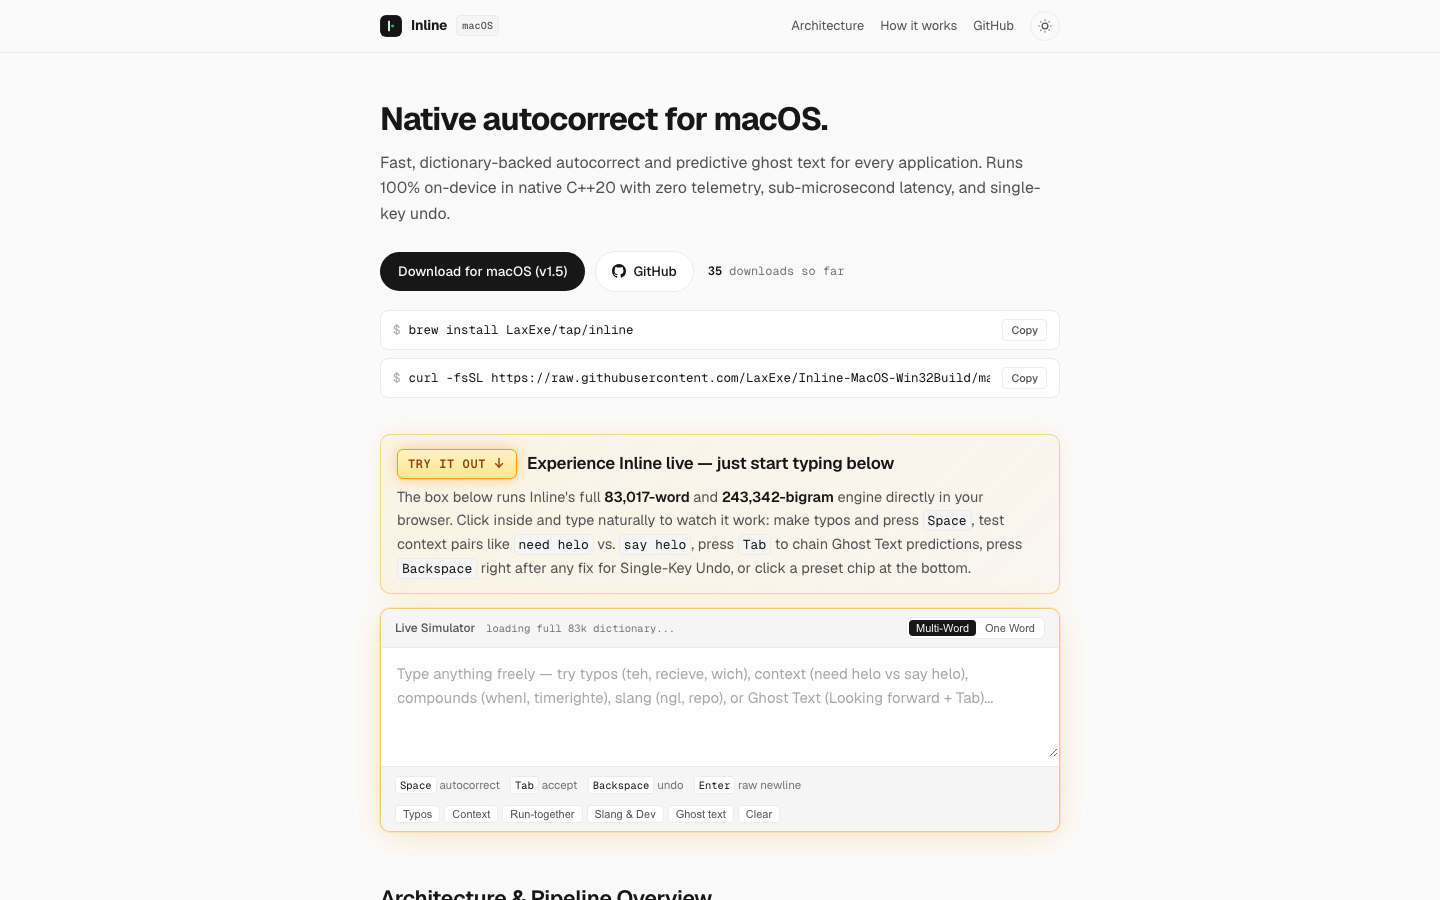 Inline macOS
Architecture How it works GitHub
Native autocorrect for macOS.
Fast, dictionary-backed autocorrect and predictive ghost text for every application. Runs
100% on-device in native C++20 with zero telemetry, sub-microsecond latency, and single-
key undo.
Download for macOS (v1.5) GitHub 35 downloads so far
$ brew install LaxExe/tap/inline Copy
$ curl -fsSL https://raw.githubusercontent.com/LaxExe/Inline-MacOS-Win32Build/ma Copy
TRY IT OUT ↓ Experience Inline live — just start typing below
The box below runs Inline's full 83,017-word and 243,342-bigram engine directly in your
browser. Click inside and type naturally to watch it work: make typos and press Space, test
context pairs like need helo vs. say helo, press Tab to chain Ghost Text predictions, press
Backspace right after any fix for Single-Key Undo, or click a preset chip at the bottom.
Live Simulator loading full 83k dictionary... Multi-Word One Word
Type anything freely — try typos (teh, recieve, wich), context (need helo vs say helo),
compounds (whenI, timerighte), slang (ngl, repo), or Ghost Text (Looking forward + Tab)...
Space autocorrect Tab accept Backspace undo Enter raw newline
Typos Context Run-together Slang & Dev Ghost text Clear
Architecture & Pipeline Overview